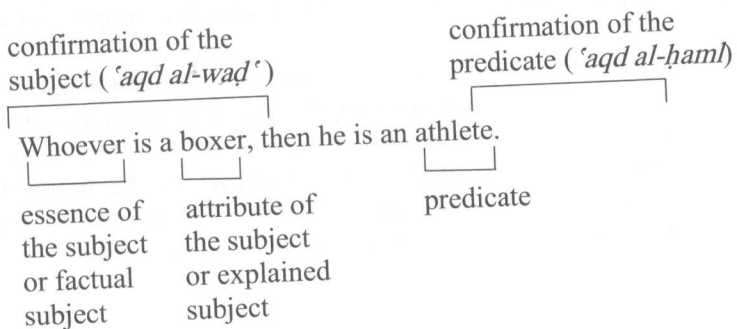 confirmation of the
subject (ʿaqd al-waḍʿ)
confirmation of the
predicate (ʿaqd al-ḥaml)
Whoever is a boxer, then he is an athlete.
essence of
the subject
or factual
subject
attribute of
the subject
or explained
subject
predicate